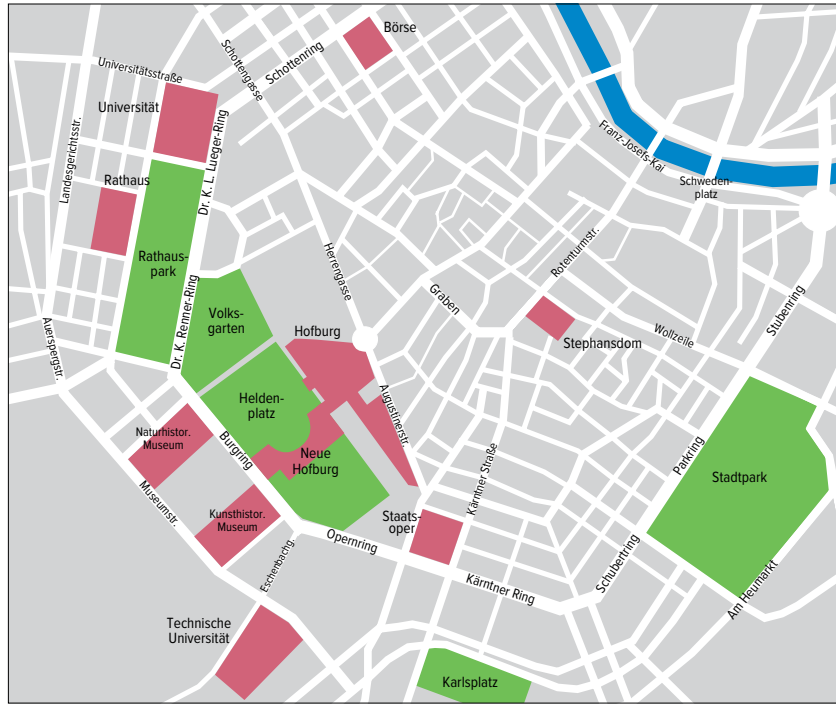 Börse
Schottenring
Schottengasse
Universitätsstraße
Universität
Landesgerichtsstr.
Dr. K. L. Lueger-Ring
Rathaus
Rathaus-
park
Franz-Josefs-Kai
Schweden-
platz
Rotenturmstr.
Herrengasse
Graben
Dr. K. Renner-Ring
Volks-
garten
Hofburg
Stephansdom
Wollzeile
Stubenring
Auerspergstr.
Helden-
platz
Augustinerstr.
Naturhistor.
Museum
Burgring
Neue
Hofburg
Kärntner Straße
Parkring
Stadtpark
Museumstr.
Kunsthistor.
Museum
Staats-
oper
Opernring
Eschenbachg.
Kärntner Ring
Schubertring
Am Heumarkt
Technische
Universität
Karlsplatz